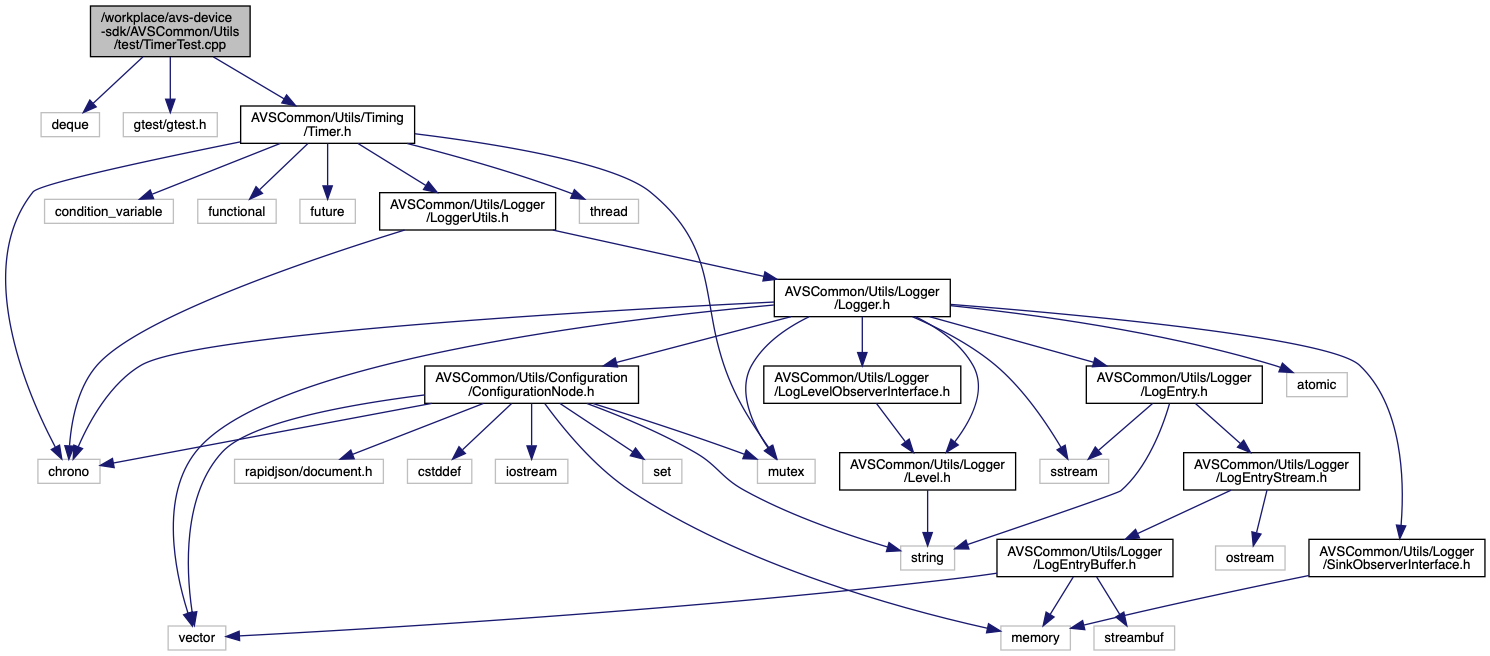 /workplace/avs-device
-sdk/AVSCommon/Utils
/test/TimerTest.cpp
deque
gtest/gtest.h
AVSCommon/Utils/Timing
/Timer.h
condition_variable
functional
future
AVSCommon/Utils/Logger
/LoggerUtils.h
thread
AVSCommon/Utils/Logger
/Logger.h
AVSCommon/Utils/Configuration
/ConfigurationNode.h
AVSCommon/Utils/Logger
/LogLevelObserverInterface.h
AVSCommon/Utils/Logger
/LogEntry.h
atomic
chrono
rapidjson/document.h
cstddef
iostream
set
mutex
AVSCommon/Utils/Logger
/Level.h
sstream
AVSCommon/Utils/Logger
/LogEntryStream.h
string
AVSCommon/Utils/Logger
/LogEntryBuffer.h
ostream
AVSCommon/Utils/Logger
/SinkObserverInterface.h
vector
memory
streambuf